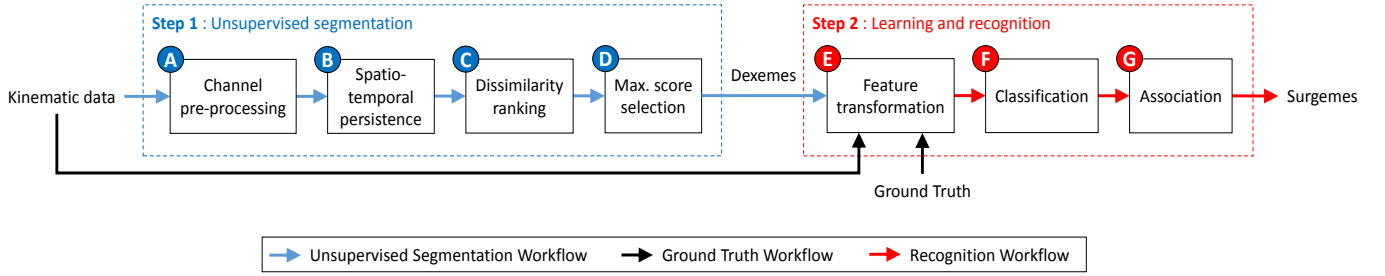 Step 1 : Unsupervised segmentation
Step 2 : Learning and recognition
Kinematic data
A
Channel
pre-processing
B
Spatio-
temporal
persistence
C
Dissimilarity
ranking
D
Max. score
selection
Dexemes
E
Feature
transformation
F
Classification
G
Association
Surgemes
Ground Truth
Unsupervised Segmentation Workflow
Ground Truth Workflow
Recognition Workflow